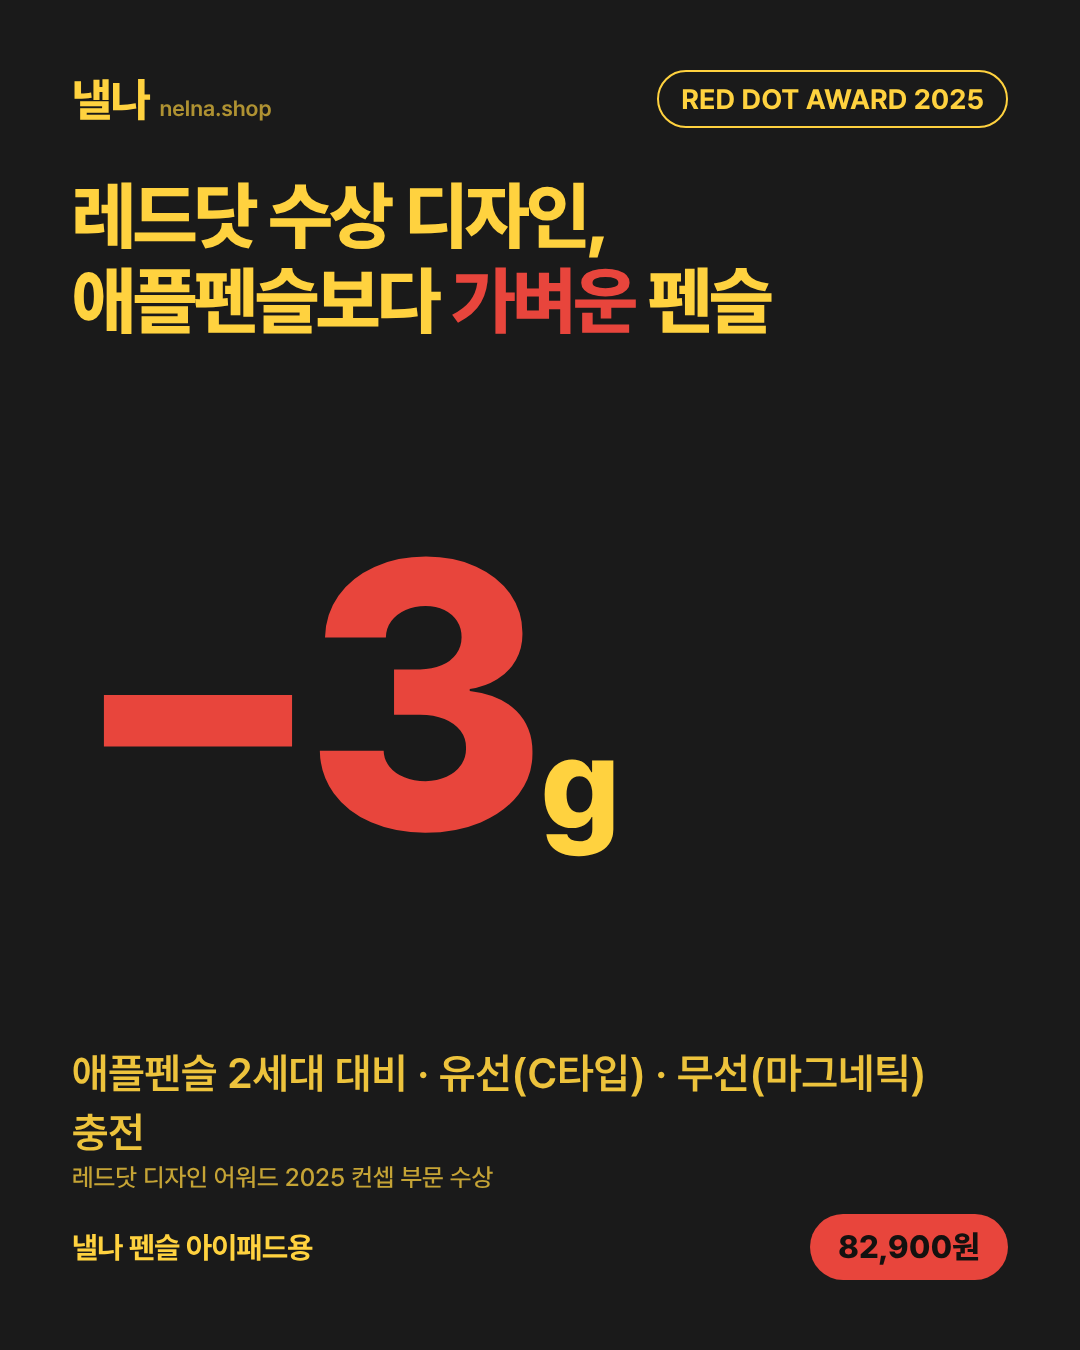 낼나 nelna.shop
RED DOT AWARD 2025
레드닷 수상 디자인,
애플펜슬보다 가벼운 펜슬
−3g
애플펜슬 2세대 대비 · 유선(C타입) · 무선(마그네틱)
충전
레드닷 디자인 어워드 2025 컨셉 부문 수상
낼나 펜슬 아이패드용
82,900원